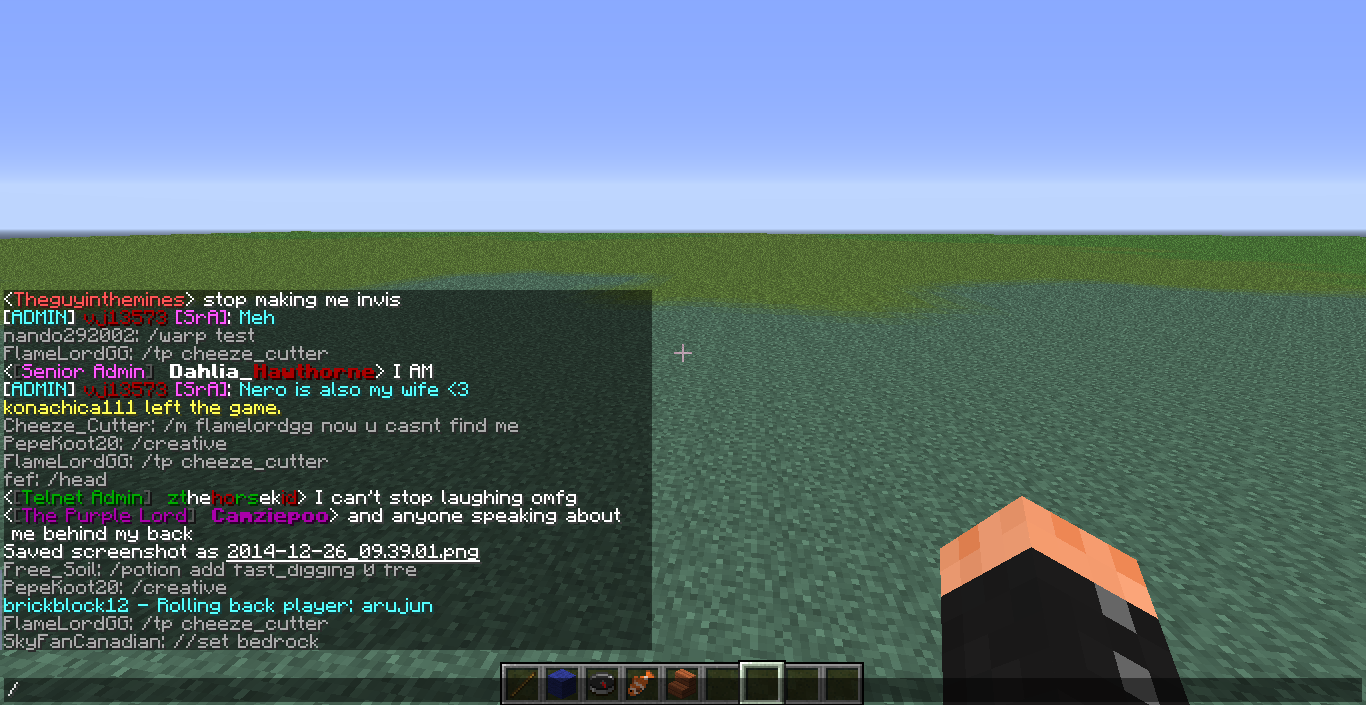 <Theguyinthemines> stop making me invis
[ADMIN] vj13573 [SrA]: Meh
nando292002: /warp test
FlameLordGG: /tp cheeze_cutter
<[Senior Admin] Dahlia_Hawthorne> I AM
[ADMIN] vj13573 [SrA]: Nero is also my wife <3
konachica111 left the game.
Cheeze_Cutter: /m flamelordgg now u casnt find me
PepeKoot20: /creative
FlameLordGG: /tp cheeze_cutter
fef: /head
<[Telnet Admin] zthehorsekid> I can't stop laughing omfg
<[The Purple Lord] Camziepoo> and anyone speaking about
me behind my back
Saved screenshot as 2014-12-26_09.39.01.png
Free_Soil: /potion add fast_digging 0 fre
PepeKoot20: /creative
brickblock12 - Rolling back player: arujun
FlameLordGG: /tp cheeze_cutter
SkyFanCanadian: //set bedrock
/